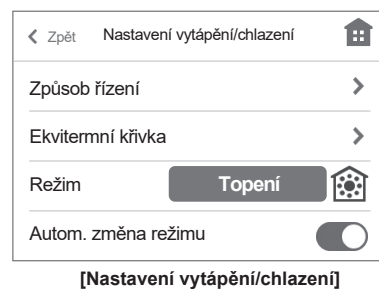 Zpět Nastavení vytápění/chlazení
Způsob řízení
Ekvitermní křivka
Režim Topení
Autom. změna režimu
[Nastavení vytápění/chlazení]